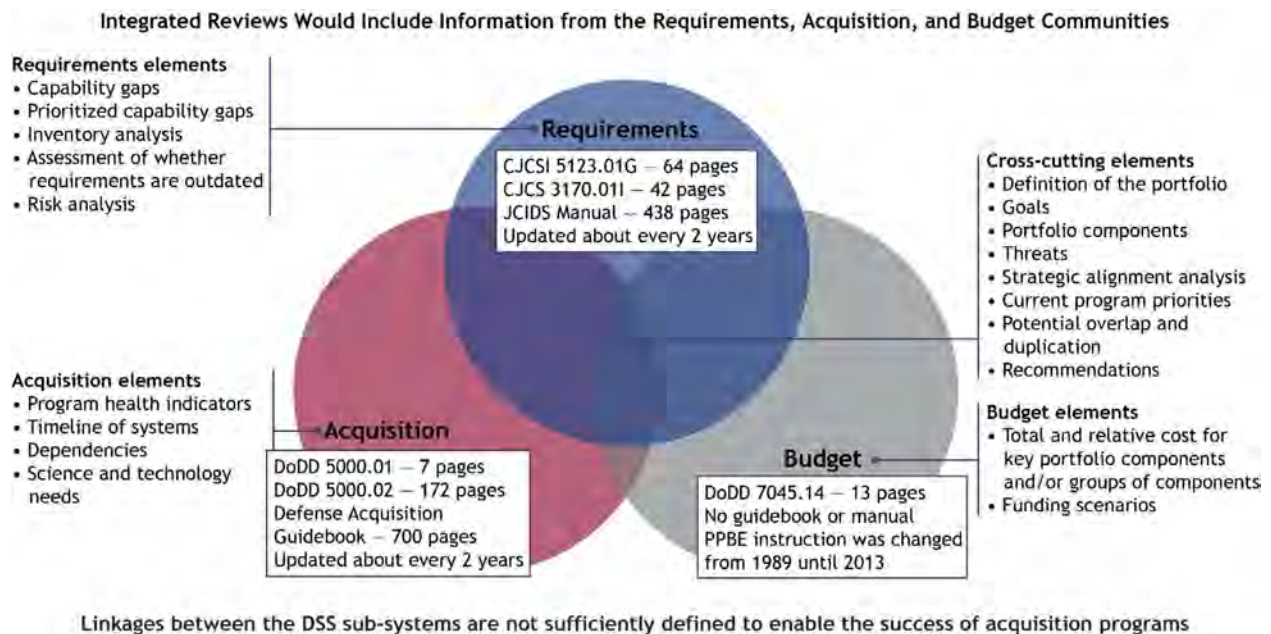 Integrated Reviews Would Include Information from the Requirements, Acquisition, and Budget Communities
Requirements elements
• Capability gaps
• Prioritized capability gaps
• Inventory analysis
• Assessment of whether
requirements are outdated
• Risk analysis
Requirements
CJCSI 5123.01G — 64 pages
CJCS 3170.01I — 42 pages
JCIDS Manual — 438 pages
Updated about every 2 years
Cross-cutting elements
• Definition of the portfolio
• Goals
• Portfolio components
• Threats
• Strategic alignment analysis
• Current program priorities
• Potential overlap and
duplication
• Recommendations
Acquisition elements
• Program health indicators
• Timeline of systems
• Dependencies
• Science and technology
needs
Acquisition
DoDD 5000.01 — 7 pages
DoDD 5000.02 — 172 pages
Defense Acquisition
Guidebook — 700 pages
Updated about every 2 years
Budget
DoDD 7045.14 — 13 pages
No guidebook or manual
PPBE instruction was changed
from 1989 until 2013
Budget elements
• Total and relative cost for
key portfolio components
and/or groups of components
• Funding scenarios
Linkages between the DSS sub-systems are not sufficiently defined to enable the success of acquisition programs